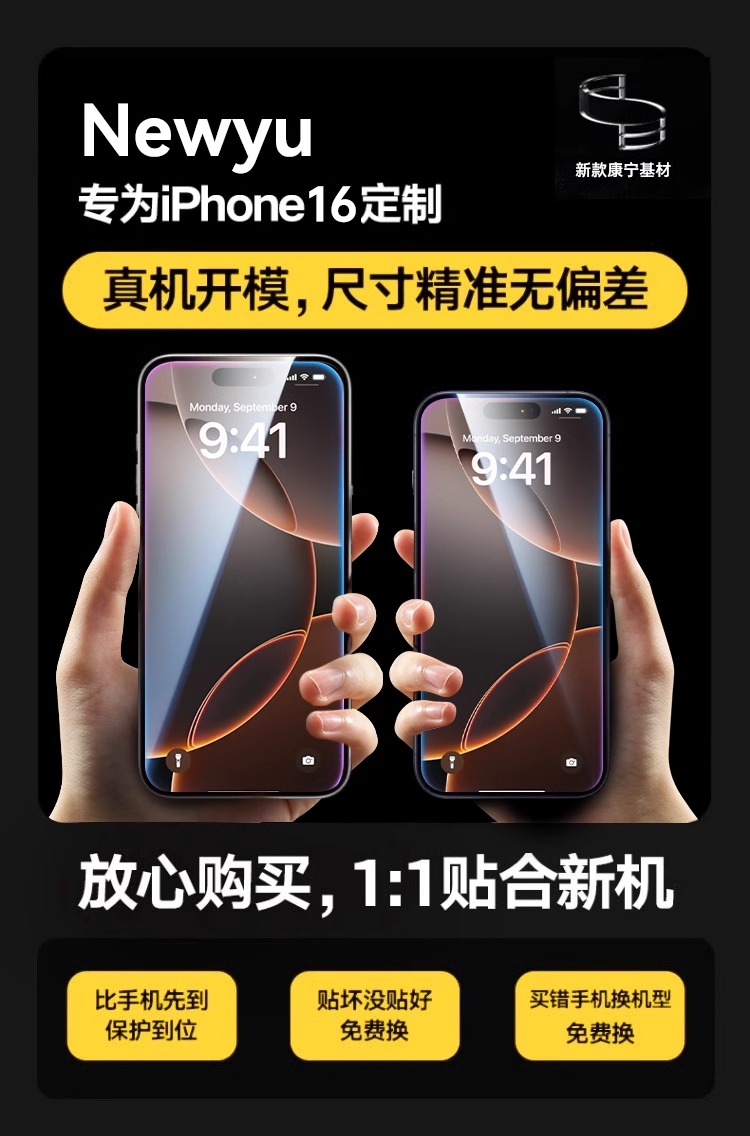 Newyu
新款康宁基材
专为iPhone16定制
真机开模，尺寸精准无偏差
Monday, September 9
9:41
Monday, September 9
9:41
放心购买，1:1贴合新机
比手机先到
保护到位
贴坏没贴好
免费换
买错手机换机型
免费换